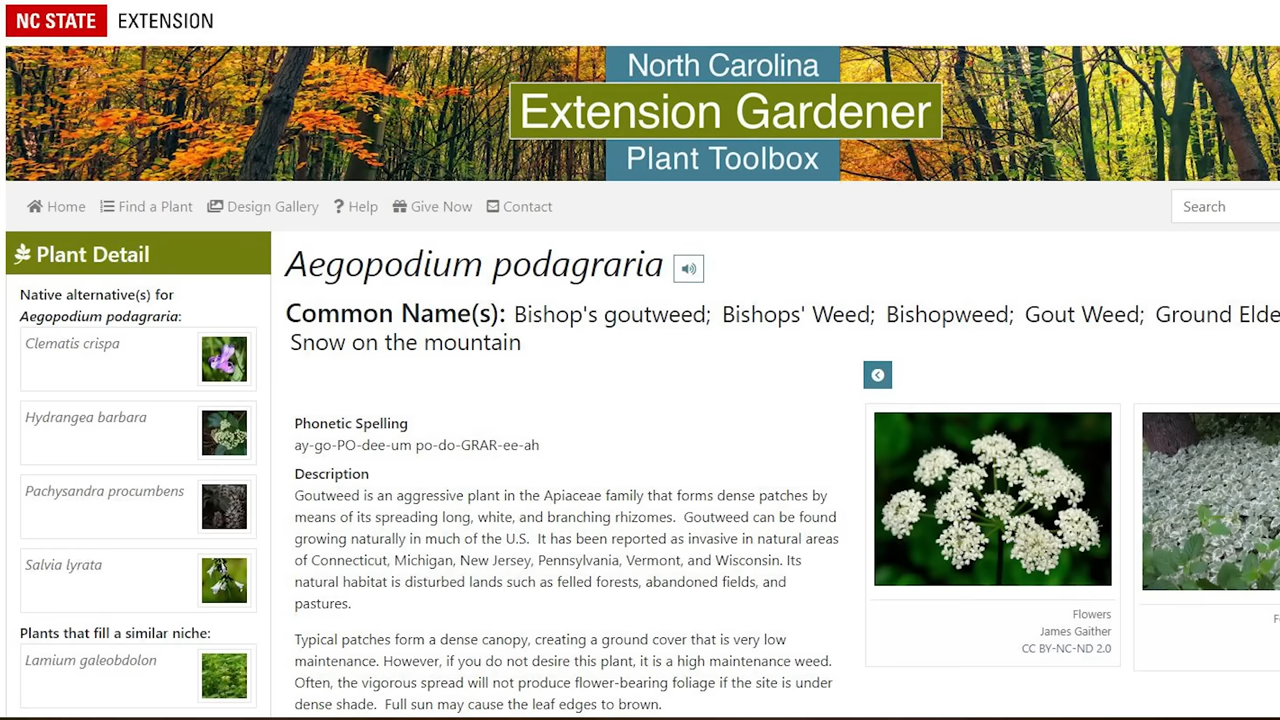 NC STATE EXTENSION
North Carolina
Extension Gardener
Plant Toolbox
Home Find a Plant Design Gallery Help Give Now Contact
Search
Plant Detail
Native alternative(s) for
Aegopodium podagraria:
Clematis crispa
Hydrangea barbara
Pachysandra procumbens
Salvia lyrata
Plants that fill a similar niche:
Lamium galeobdolon
Aegopodium podagraria
Common Name(s): Bishop's goutweed; Bishops' Weed; Bishopweed; Gout Weed; Ground Elde
Snow on the mountain
Phonetic Spelling
ay-go-PO-dee-um po-do-GRAR-ee-ah
Description
Goutweed is an aggressive plant in the Apiaceae family that forms dense patches by
means of its spreading long, white, and branching rhizomes. Goutweed can be found
growing naturally in much of the U.S. It has been reported as invasive in natural areas
of Connecticut, Michigan, New Jersey, Pennsylvania, Vermont, and Wisconsin. Its
natural habitat is disturbed lands such as felled forests, abandoned fields, and
pastures.
Typical patches form a dense canopy, creating a ground cover that is very low
maintenance. However, if you do not desire this plant, it is a high maintenance weed.
Often, the vigorous spread will not produce flower-bearing foliage if the site is under
dense shade. Full sun may cause the leaf edges to brown.
Flowers
James Gaither
CC BY-NC-ND 2.0